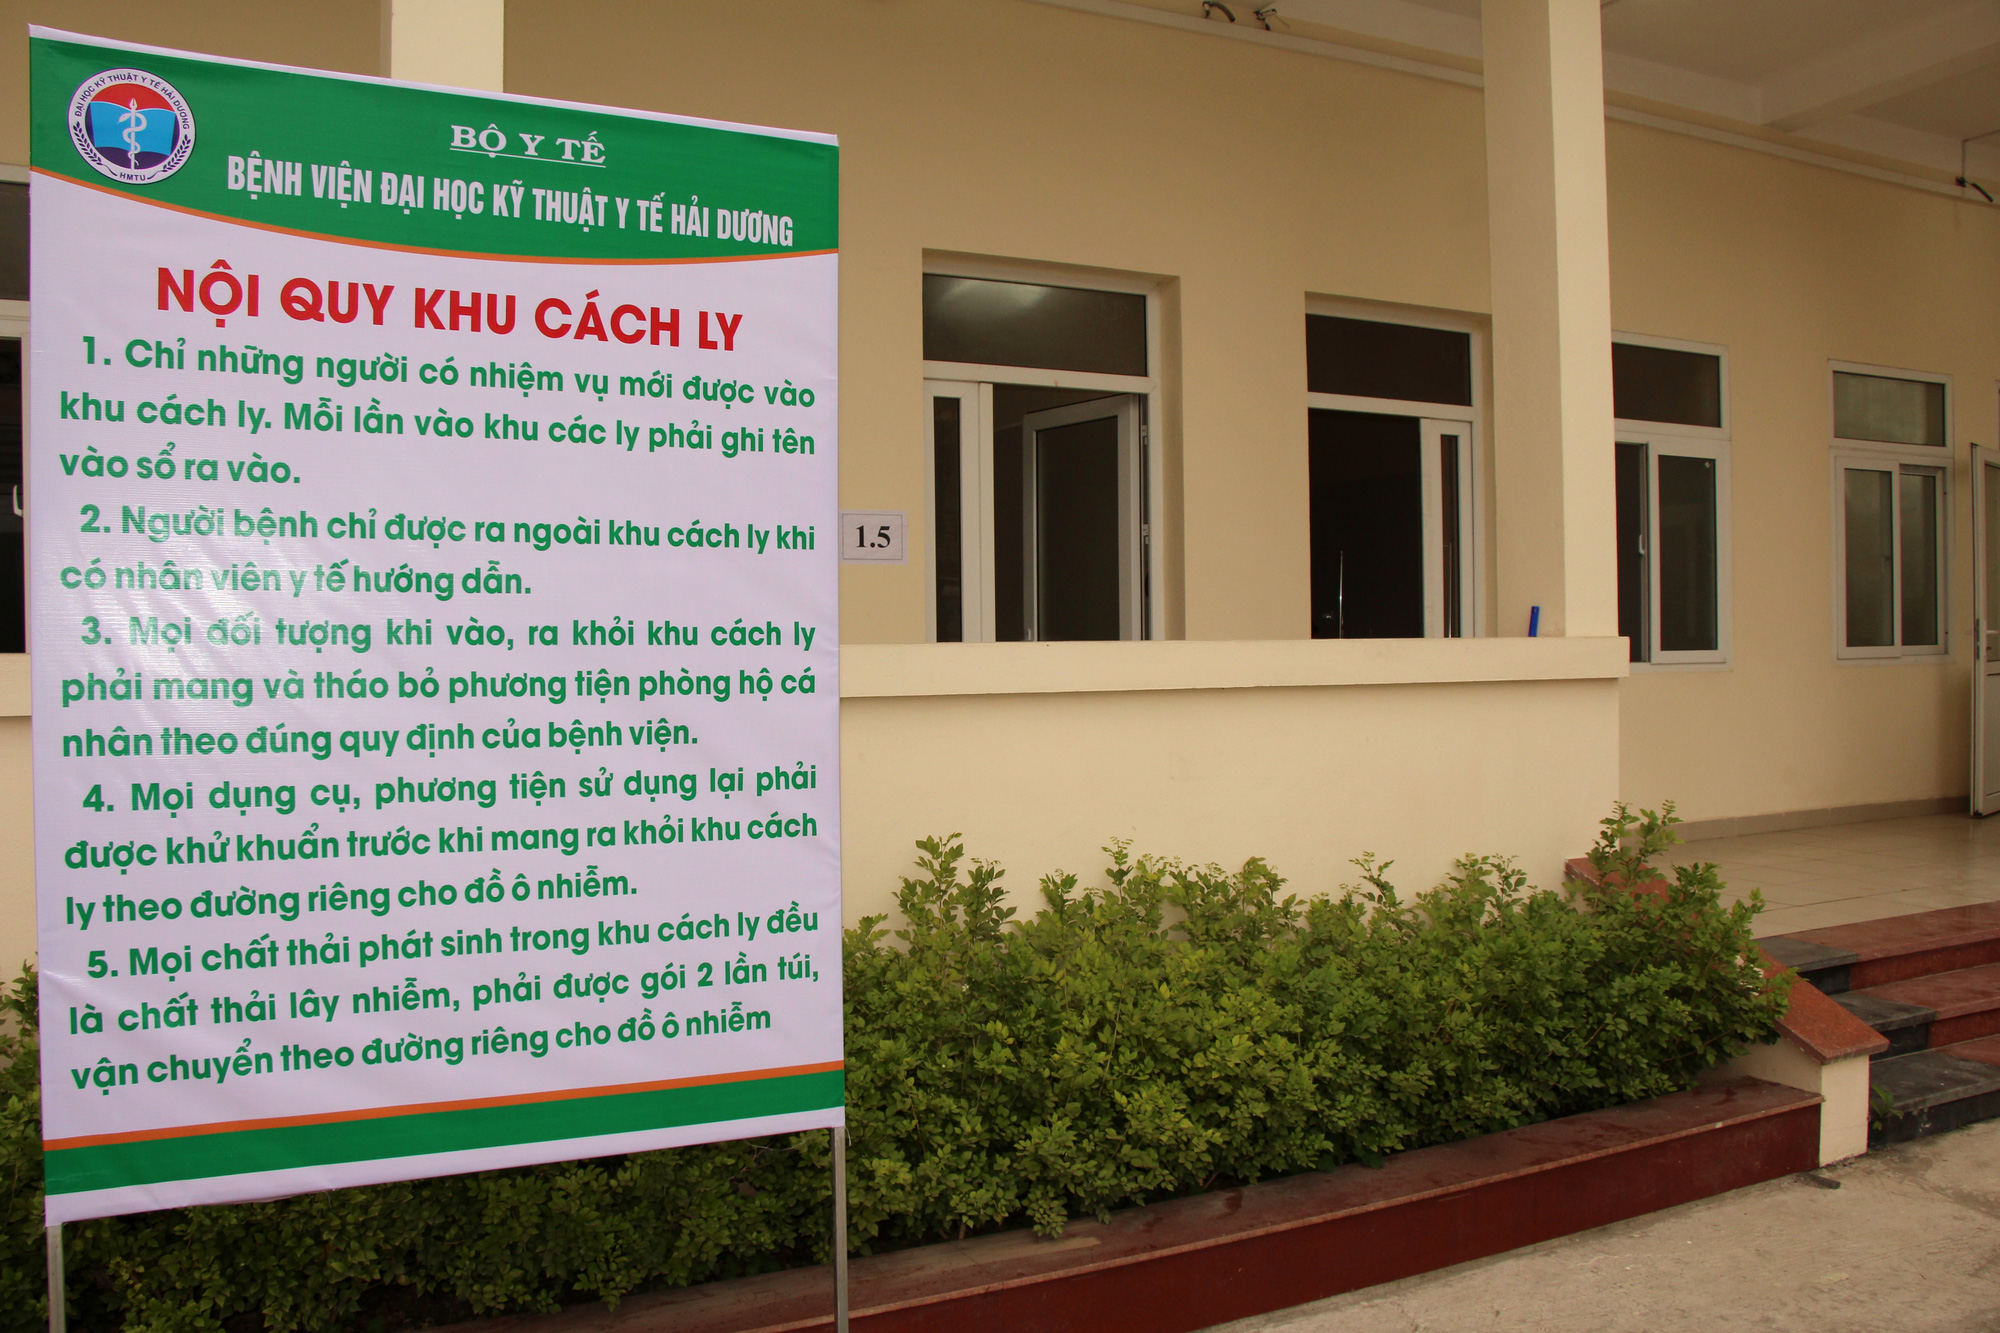 ĐẠI HỌC KỸ THUẬT Y TẾ HẢI DƯƠNG
HMTU
BỘ Y TẾ
BỆNH VIỆN ĐẠI HỌC KỸ THUẬT Y TẾ HẢI DƯƠNG
NỘI QUY KHU CÁCH LY
1. Chỉ những người có nhiệm vụ mới được vào
khu cách ly. Mỗi lần vào khu các ly phải ghi tên
vào sổ ra vào.
2. Người bệnh chỉ được ra ngoài khu cách ly khi
có nhân viên y tế hướng dẫn.
3. Mọi đối tượng khi vào, ra khỏi khu cách ly
phải mang và tháo bỏ phương tiện phòng hộ cá
nhân theo đúng quy định của bệnh viện.
4. Mọi dụng cụ, phương tiện sử dụng lại phải
được khử khuẩn trước khi mang ra khỏi khu cách
ly theo đường riêng cho đồ ô nhiễm.
5. Mọi chất thải phát sinh trong khu cách ly đều
là chất thải lây nhiễm, phải được gói 2 lần túi,
vận chuyển theo đường riêng cho đồ ô nhiễm
1.5